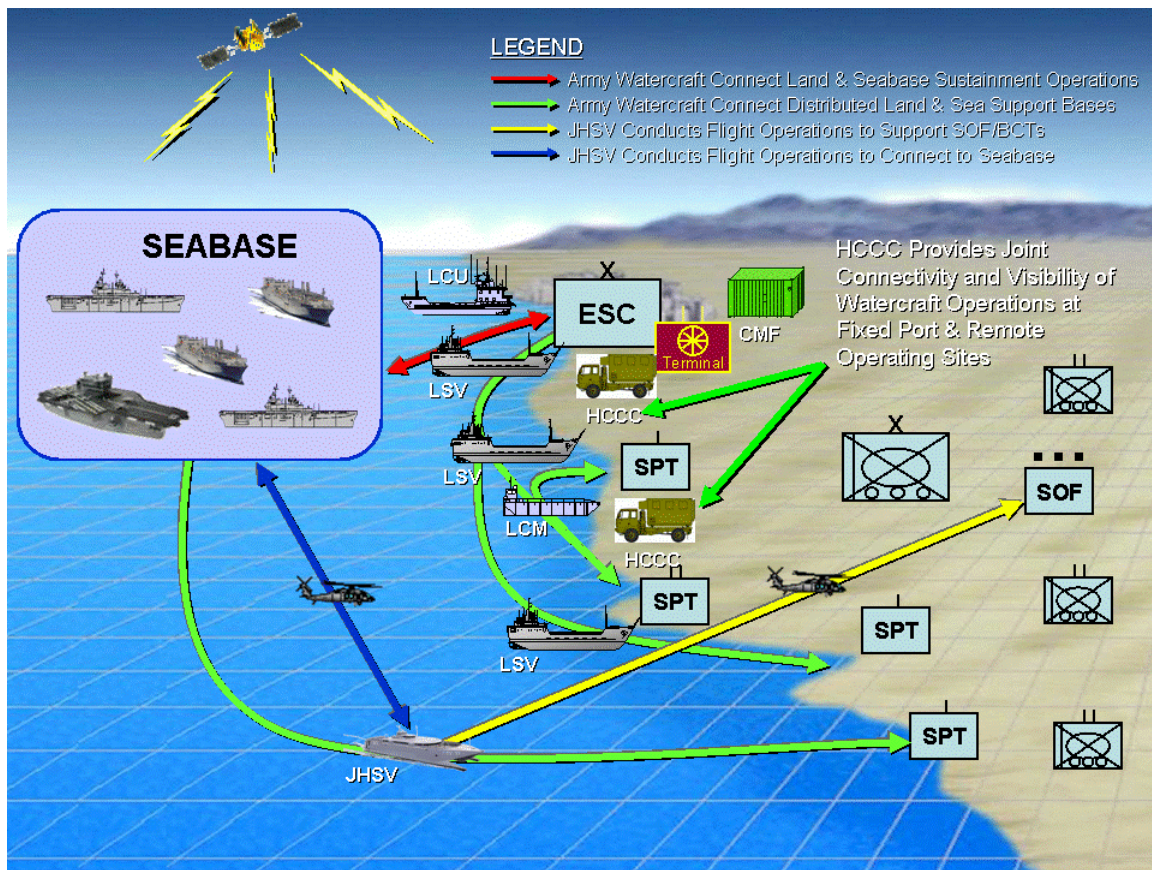 LEGEND
Army Watercraft Connect Land & Seabase Sustainment Operations
Army Watercraft Connect Distributed Land & Sea Support Bases
JHSV Conducts Flight Operations to Support SOF/BCTs
JHSV Conducts Flight Operations to Connect to Seabase
SEABASE
HCCC Provides Joint
Connectivity and Visibility of
Watercraft Operations at
Fixed Port & Remote
Operating Sites
LCU
X
ESC
CMF
Terminal
LSV
HCCC
X
LSV
SPT
SOF
LCM
HCCC
SPT
SPT
LSV
SPT
JHSV